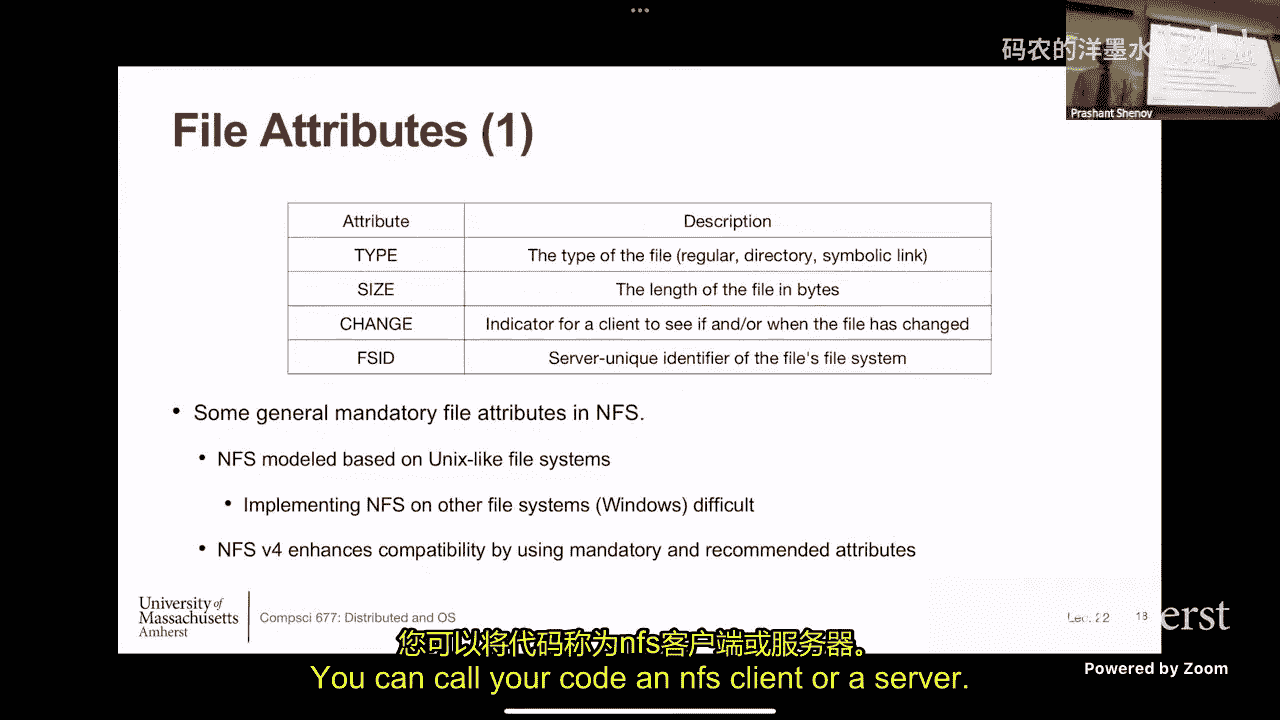 码农的洋墨水
Prashant Shenoy
File Attributes (1)
Attribute Description
TYPE The type of the file (regular, directory, symbolic link)
SIZE The length of the file in bytes
CHANGE Indicator for a client to see if and/or when the file has changed
FSID Server-unique identifier of the file's file system
• Some general mandatory file attributes in NFS.
• NFS modeled based on Unix-like file systems
• Implementing NFS on other file systems (Windows) difficult
• NFS v4 enhances compatibility by using mandatory and recommended attributes
University of
Massachusetts
Amherst
Compsci 677: Distributed and OS
Lec. 22
18
erst
您可以将代码称为nfs客户端或服务器。
You can call your code an nfs client or a server.
Powered by Zoom